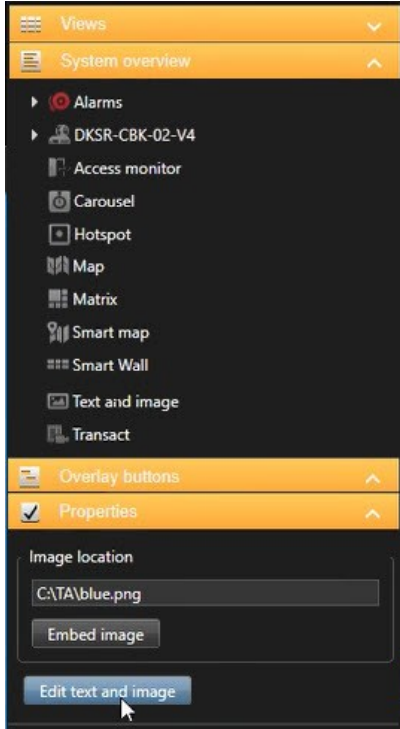 Views
System overview
Alarms
DKSR-CBK-02-V4
Access monitor
Carousel
Hotspot
Map
Matrix
Smart map
Smart Wall
Text and image
Transact
Overlay buttons
Properties
Image location
C:\TA\blue.png
Embed image
Edit text and image